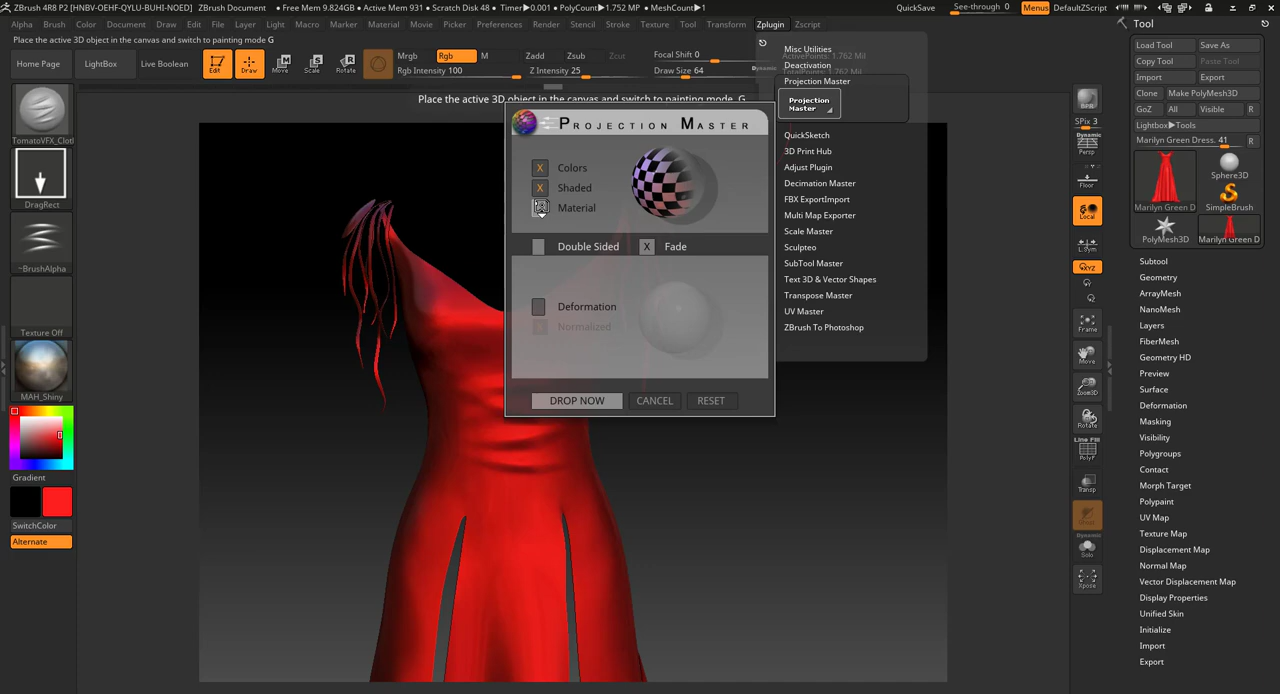 ZBrush 4R8 P2 [HNBV-OEHF-QYLU-BUHI-NOED] ZBrush Document • Free Mem 9.824GB • Active Mem 931 • Scratch Disk 48 • Timer▶0.001 • PolyCount▶1.752 MP • MeshCount▶1 QuickSave See-through 0 Menus DefaultZScript
Alpha Brush Color Document Draw Edit File Layer Light Macro Marker Material Movie Picker Preferences Render Stencil Stroke Texture Tool Transform Zplugin Zscript
Place the active 3D object in the canvas and switch to painting mode G
Home Page LightBox Live Boolean Edit Draw Move Scale Rotate
Mrgb Rgb M Zadd Zsub Zcut Focal Shift 0
Rgb Intensity 100 Z Intensity 25 Draw Size 64 Dynamic
Place the active 3D object in the canvas and switch to painting mode G
TomatoVFX_Clot
DragRect
~BrushAlpha
Texture Off
MAH_Shiny
Gradient
SwitchColor
Alternate
PROJECTION MASTER
X Colors
X Shaded
Material
Double Sided X Fade
Deformation
X Normalized
DROP NOW CANCEL RESET
Misc Utilities
Deactivation
Projection Master
Projection
Master
QuickSketch
3D Print Hub
Adjust Plugin
Decimation Master
FBX ExportImport
Multi Map Exporter
Scale Master
Sculpteo
SubTool Master
Text 3D & Vector Shapes
Transpose Master
UV Master
ZBrush To Photoshop
BPR
SPix 3
Dynamic
Persp
Floor
Local
L.Sym
XYZ
Frame
Move
Zoom3D
Rotate
Line Fill
PolyF
Transp
Ghost
Dynamic
Solo
Xpose
Tool
Load Tool Save As
Copy Tool Paste Tool
Import Export
Clone Make PolyMesh3D
GoZ All Visible R
Lightbox▶Tools
Marilyn Green Dress. 41 R
Marilyn Green D Sphere3D
SimpleBrush
PolyMesh3D Marilyn Green D
Subtool
Geometry
ArrayMesh
NanoMesh
Layers
FiberMesh
Geometry HD
Preview
Surface
Deformation
Masking
Visibility
Polygroups
Contact
Morph Target
Polypaint
UV Map
Texture Map
Displacement Map
Normal Map
Vector Displacement Map
Display Properties
Unified Skin
Initialize
Import
Export